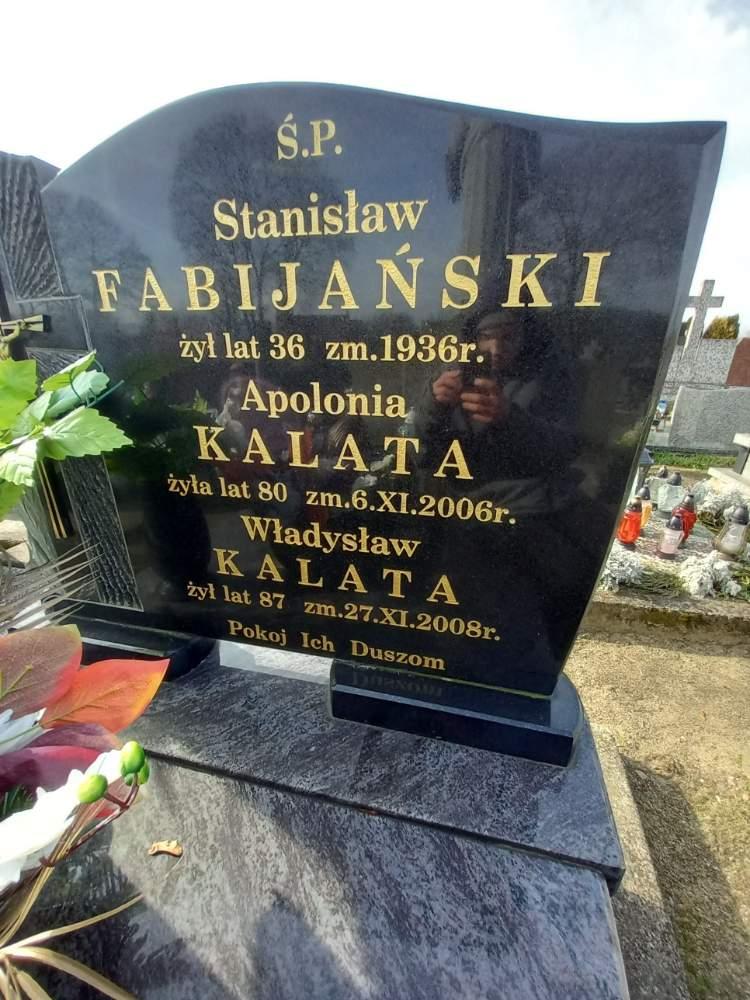 Ś.P.
Stanisław
FABIJAŃSKI
żył lat 36 zm.1936r.
Apolonia
KALATA
żyła lat 80 zm.6.XI.2006r.
Władysław
KALATA
żył lat 87 zm.27.XI.2008r.
Pokoj Ich Duszom